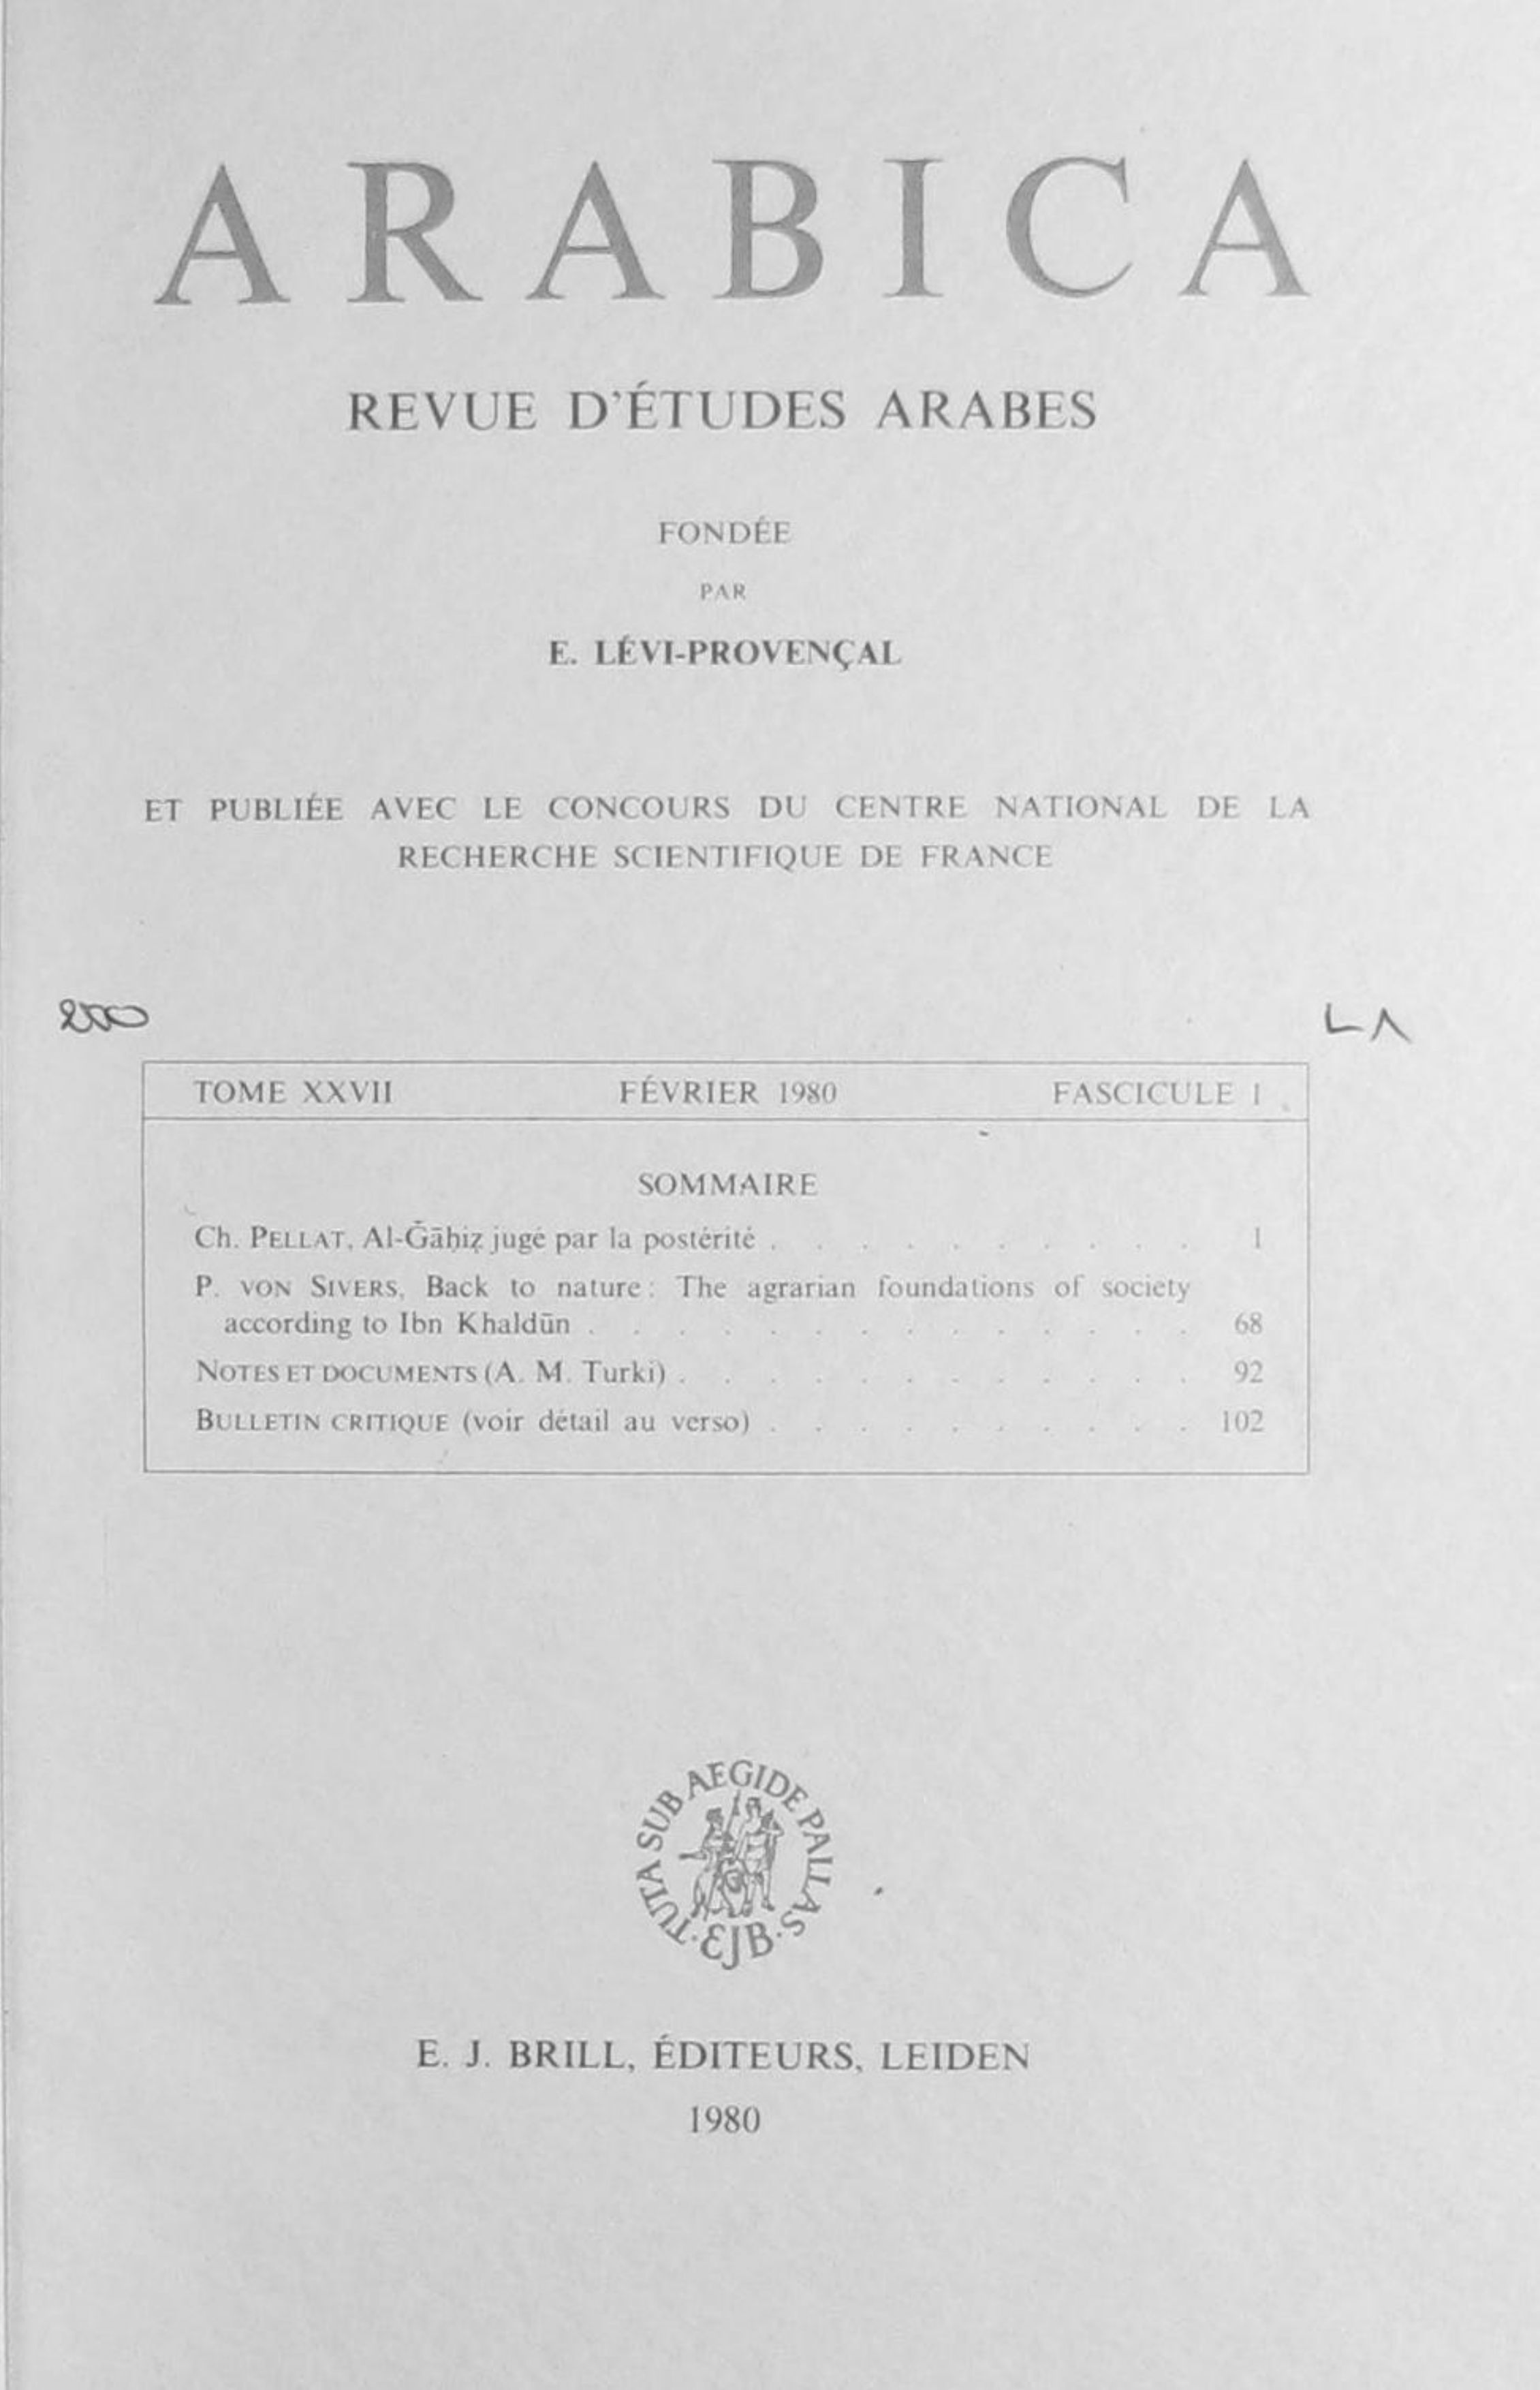 ARABICA
REVUE D'ÉTUDES ARABES
FONDÉE
PAR
E. LÉVI-PROVENÇAL
ET PUBLIÉE AVEC LE CONCOURS DU CENTRE NATIONAL DE LA
RECHERCHE SCIENTIFIQUE DE FRANCE
TOME XXVII FÉVRIER 1980 FASCICULE 1
SOMMAIRE
Ch. PELLAT, Al-Ǧāḥiẓ jugé par la postérité . . . . . . . . . . 1
P. VON SIVERS, Back to nature: The agrarian foundations of society
according to Ibn Khaldūn . . . . . . . . . . . . . . 68
NOTES ET DOCUMENTS (A. M. Turki) . . . . . . . . . . . . 92
BULLETIN CRITIQUE (voir détail au verso) . . . . . . . . . . 102
TUTA SUB AEGIDE PALLAS · EJB ·
E. J. BRILL, ÉDITEURS, LEIDEN
1980